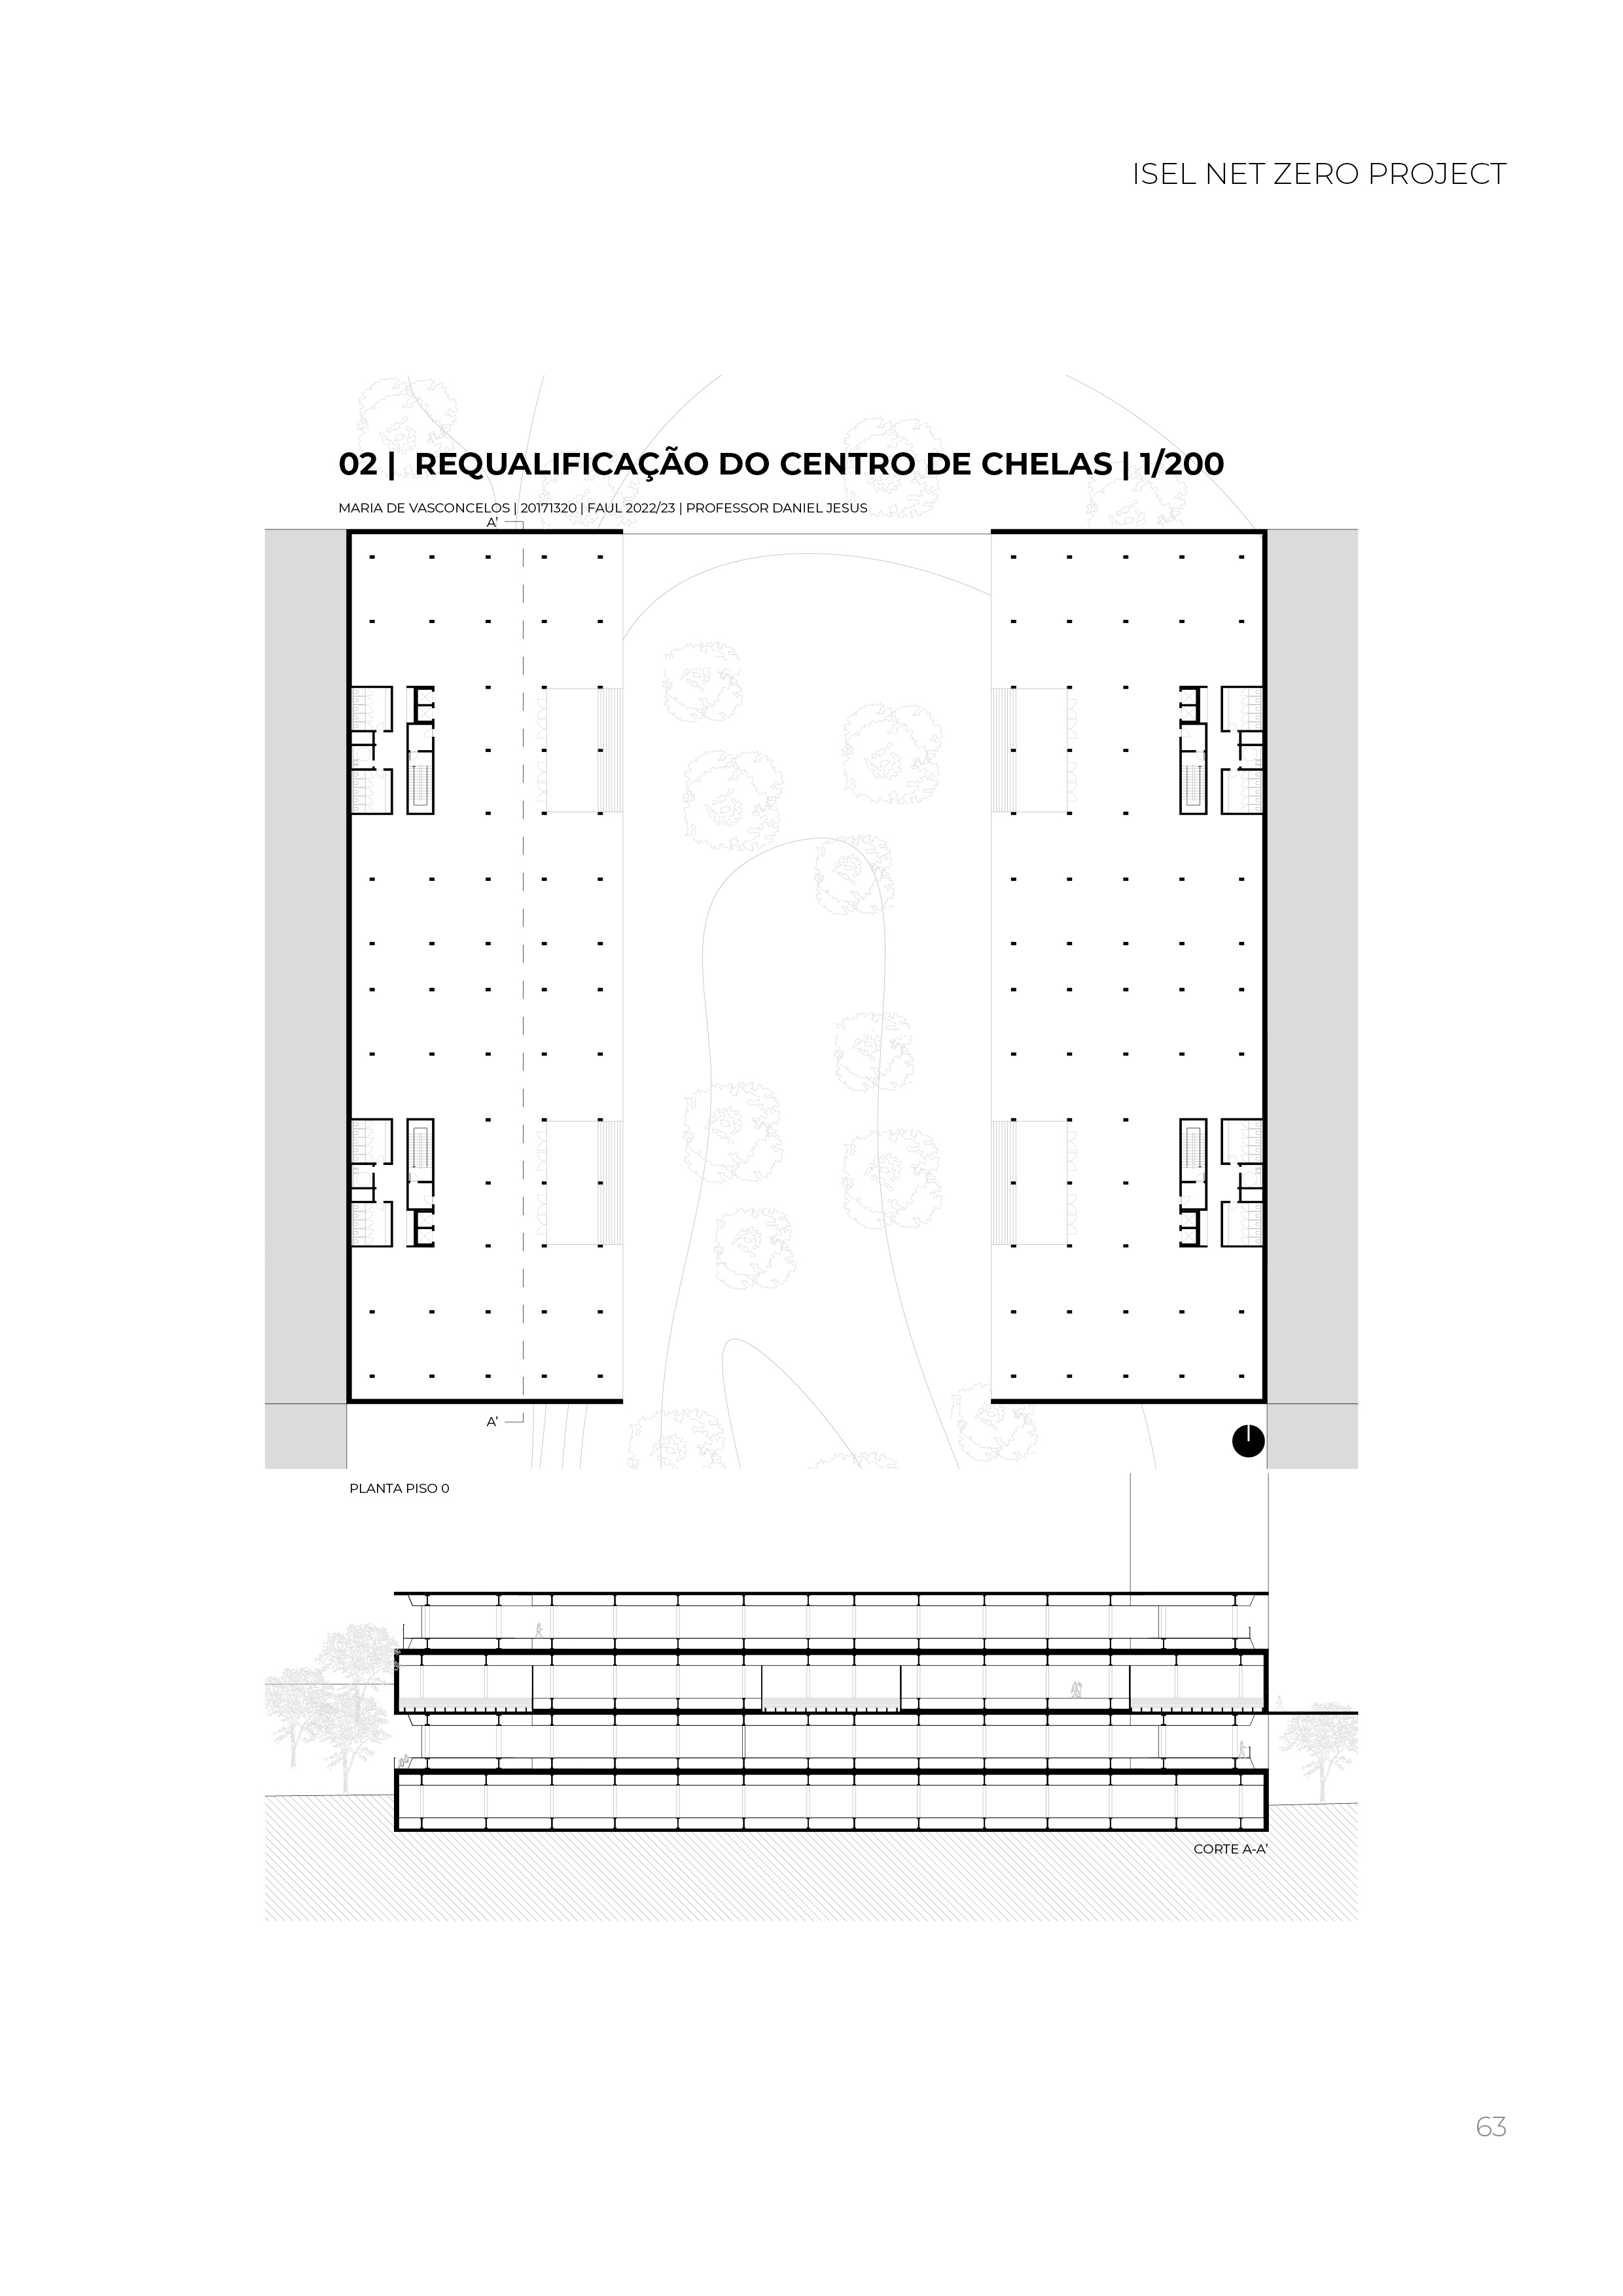 ISEL NET ZERO PROJECT
02 | REQUALIFICAÇÃO DO CENTRO DE CHELAS | 1/200
MARIA DE VASCONCELOS | 20171320 | FAUL 2022/23 | PROFESSOR DANIEL JESUS
A'
A'
PLANTA PISO 0
CORTE A-A'
63